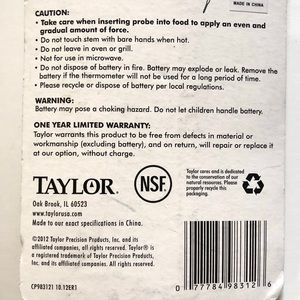 MADE IN CHINA
CAUTION:
• Take care when inserting probe into food to apply an even and
gradual amount of force.
• Do not touch stem with bare hands when hot.
• Do not leave in oven or grill.
• Not for use in microwave.
• Do not dispose of battery in fire. Battery may explode or leak. Remove the
battery if the thermometer will not be used for a long period of time.
• Please recycle or dispose of battery per local regulations.
WARNING:
Battery may pose a choking hazard. Do not let children handle battery.
ONE YEAR LIMITED WARRANTY:
Taylor warrants this product to be free from defects in material or
workmanship (excluding battery), and on return, will repair or replace it
at our option, without charge.
TAYLOR®
Oak Brook, IL 60523
www.taylorusa.com
Made to our exact specifications in China.
NSF®
Taylor cares and is dedicated
to the conservation of our
natural resources. Please
properly recycle this
packaging.
©2012 Taylor Precision Products, Inc. and its
affiliated companies. All rights reserved. Taylor® is
a registered trademark of Taylor Precision
Products, Inc. and its affiliated companies. All
rights reserved.
CP983121 10.12ER1
0 77784 98312 6